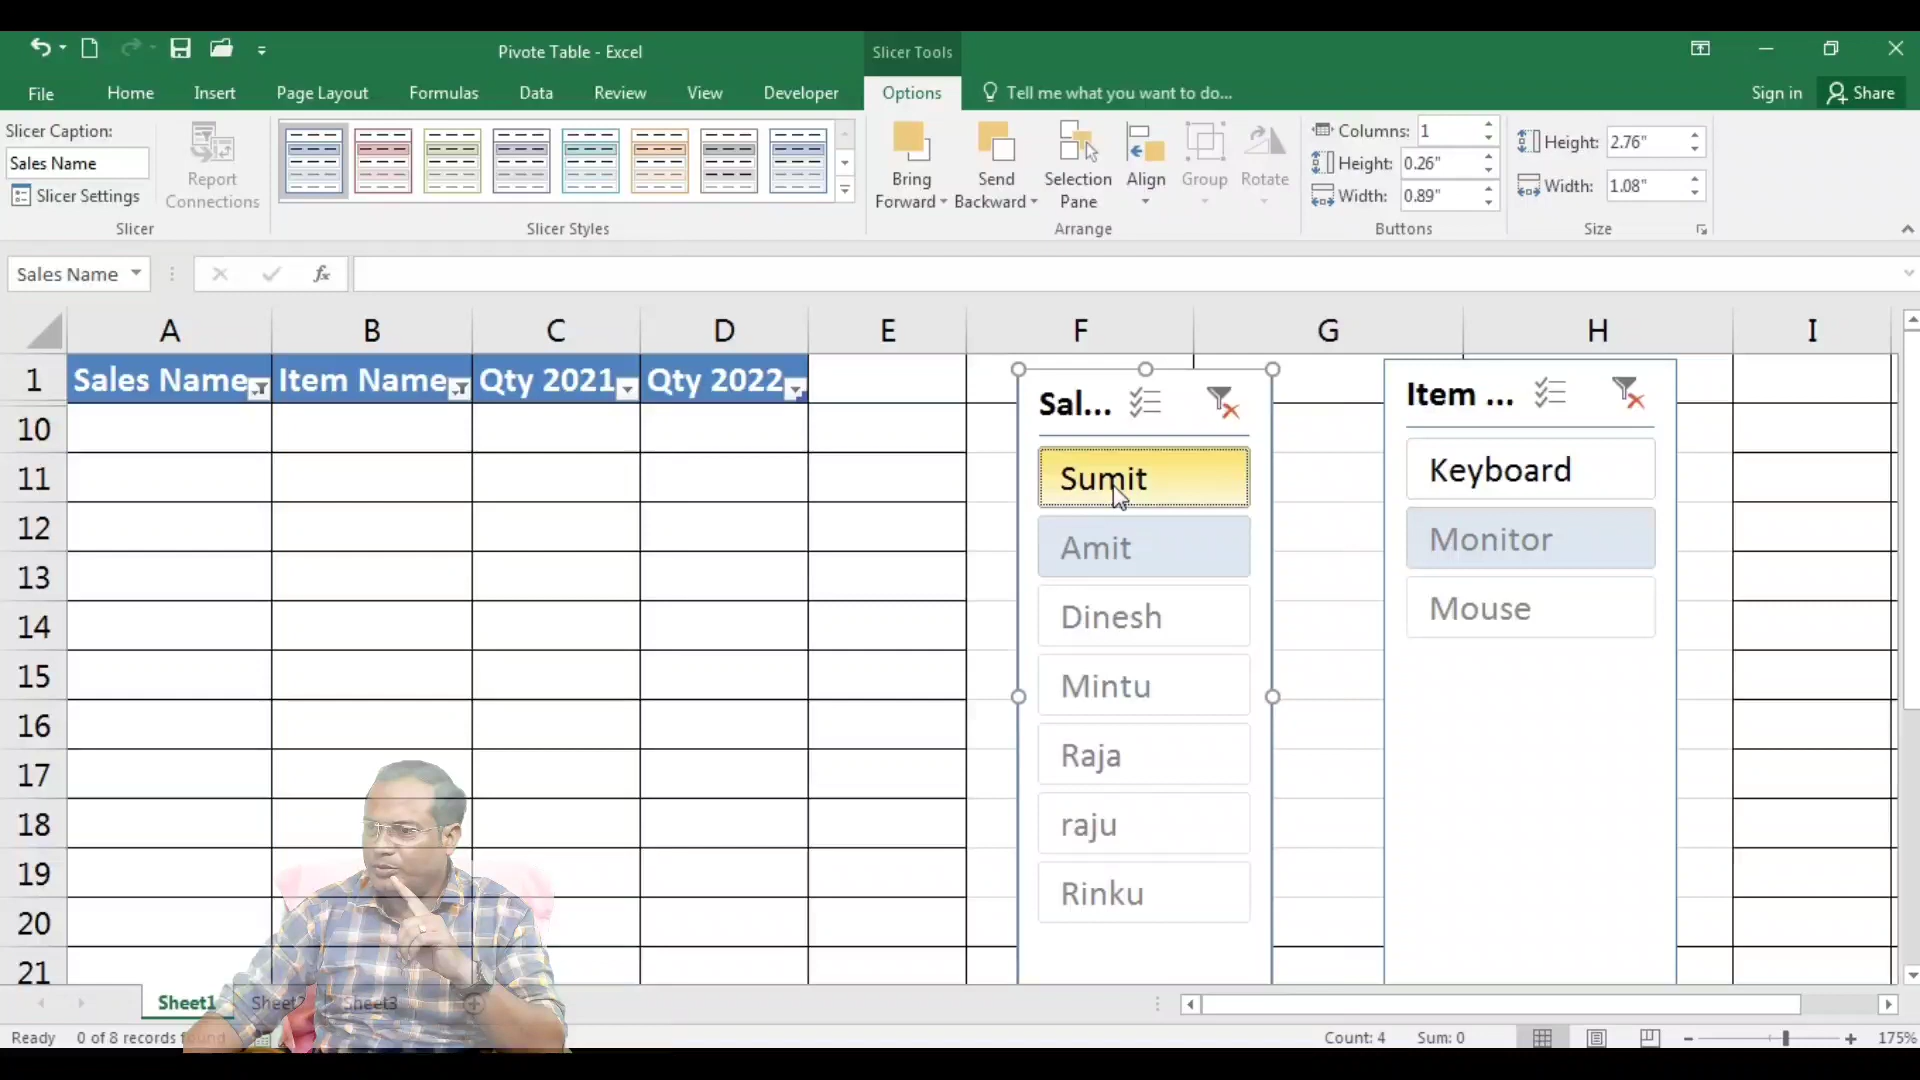 Pivote Table - Excel
Slicer Tools
File
Home
Insert
Page Layout
Formulas
Data
Review
View
Developer
Options
Tell me what you want to do...
Sign in
Share
Slicer Caption:
Sales Name
Slicer Settings
Report
Connections
Slicer
Slicer Styles
Bring
Forward
Send
Backward
Selection
Pane
Align
Group
Rotate
Arrange
Columns: 1
Height: 0.26"
Width: 0.89"
Buttons
Height: 2.76"
Width: 1.08"
Size
Sales Name
fx
A B C D E F G H I
1 Sales Name Item Name Qty 2021 Qty 2022
10
11
12
13
14
15
16
17
18
19
20
21
Sal...
Sumit
Amit
Dinesh
Mintu
Raja
raju
Rinku
Item ...
Keyboard
Monitor
Mouse
Sheet1 Sheet2 Sheet3
Ready 0 of 8 records found
Count: 4 Sum: 0
175%